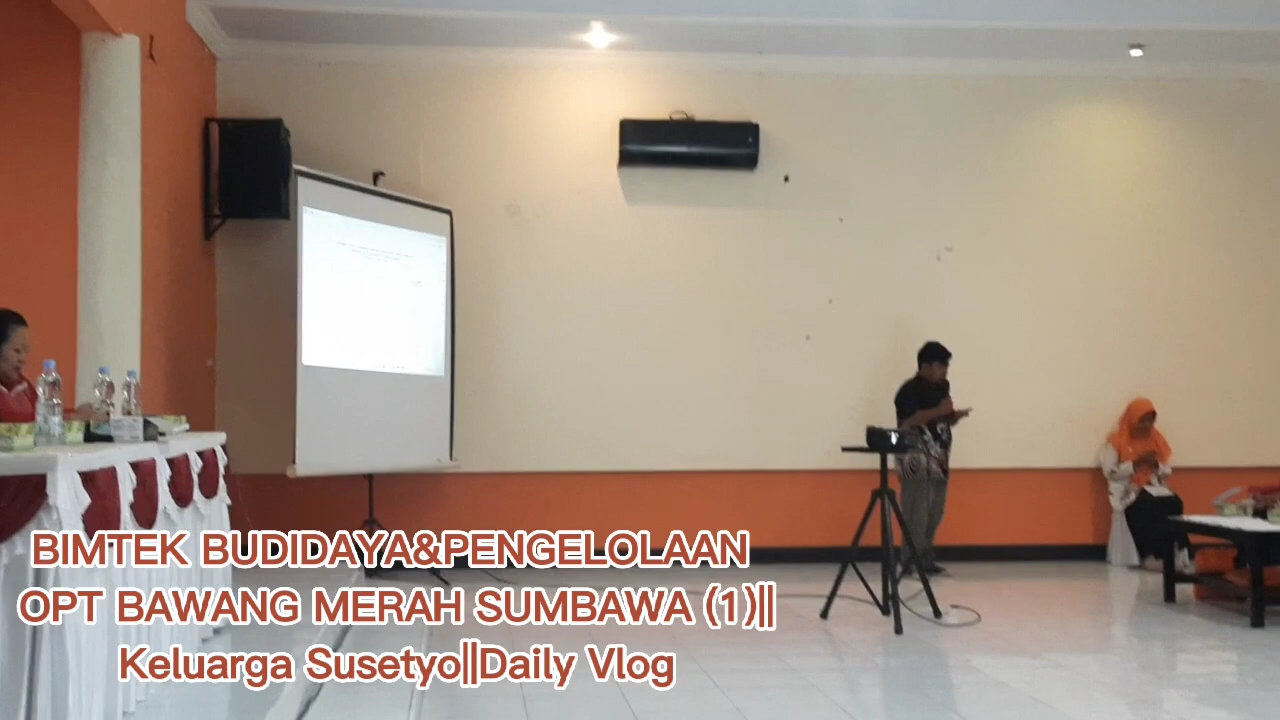 BIMTEK BUDIDAYA&PENGELOLAAN
OPT BAWANG MERAH SUMBAWA (1)||
Keluarga Susetyo||Daily Vlog